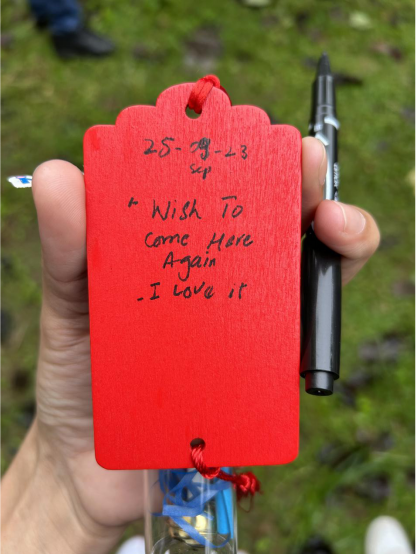 25-09-23
Sep
" Wish To
Come Here
Again
- I Love it